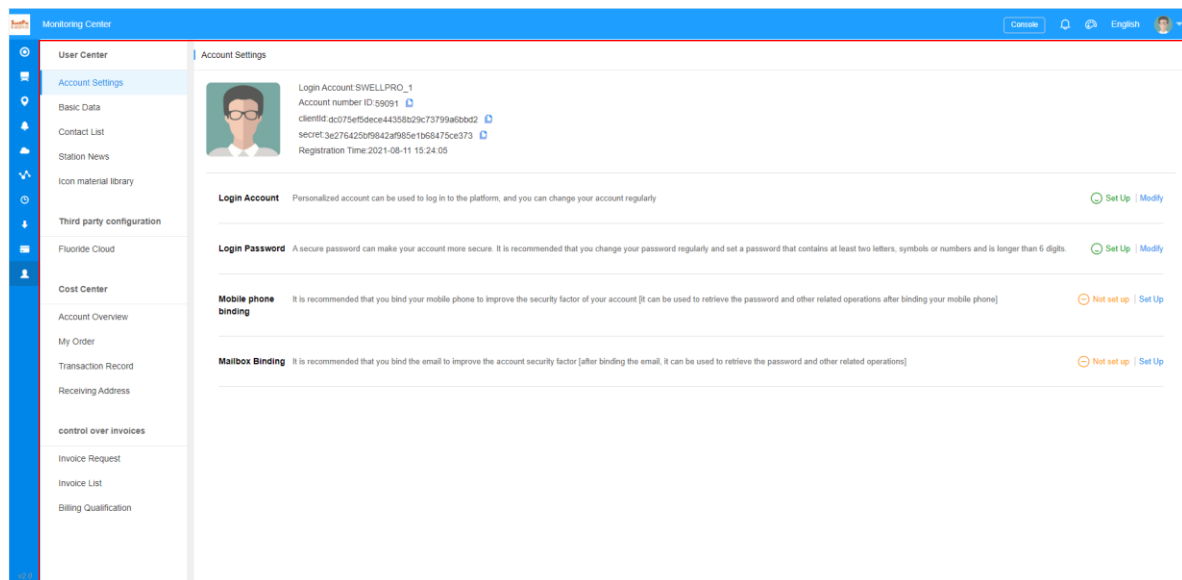 Monitoring Center
Console
English
User Center
Account Settings
Basic Data
Contact List
Station News
Icon material library
Third party configuration
Fluoride Cloud
Cost Center
Account Overview
My Order
Transaction Record
Receiving Address
control over invoices
Invoice Request
Invoice List
Billing Qualification
v2.0
Account Settings
Login Account:SWELLPRO_1
Account number ID:59091
clientId:dc075ef5dece44358b29c73799a6bbd2
secret:3e276425bf9842af985e1b68475ce373
Registration Time:2021-08-11 15:24:05
Login Account Personalized account can be used to log in to the platform, and you can change your account regularly Set Up | Modify
Login Password A secure password can make your account more secure. It is recommended that you change your password regularly and set a password that contains at least two letters, symbols or numbers and is longer than 6 digits. Set Up | Modify
Mobile phone binding It is recommended that you bind your mobile phone to improve the security factor of your account [it can be used to retrieve the password and other related operations after binding your mobile phone] Not set up | Set Up
Mailbox Binding It is recommended that you bind the email to improve the account security factor [after binding the email, it can be used to retrieve the password and other related operations] Not set up | Set Up